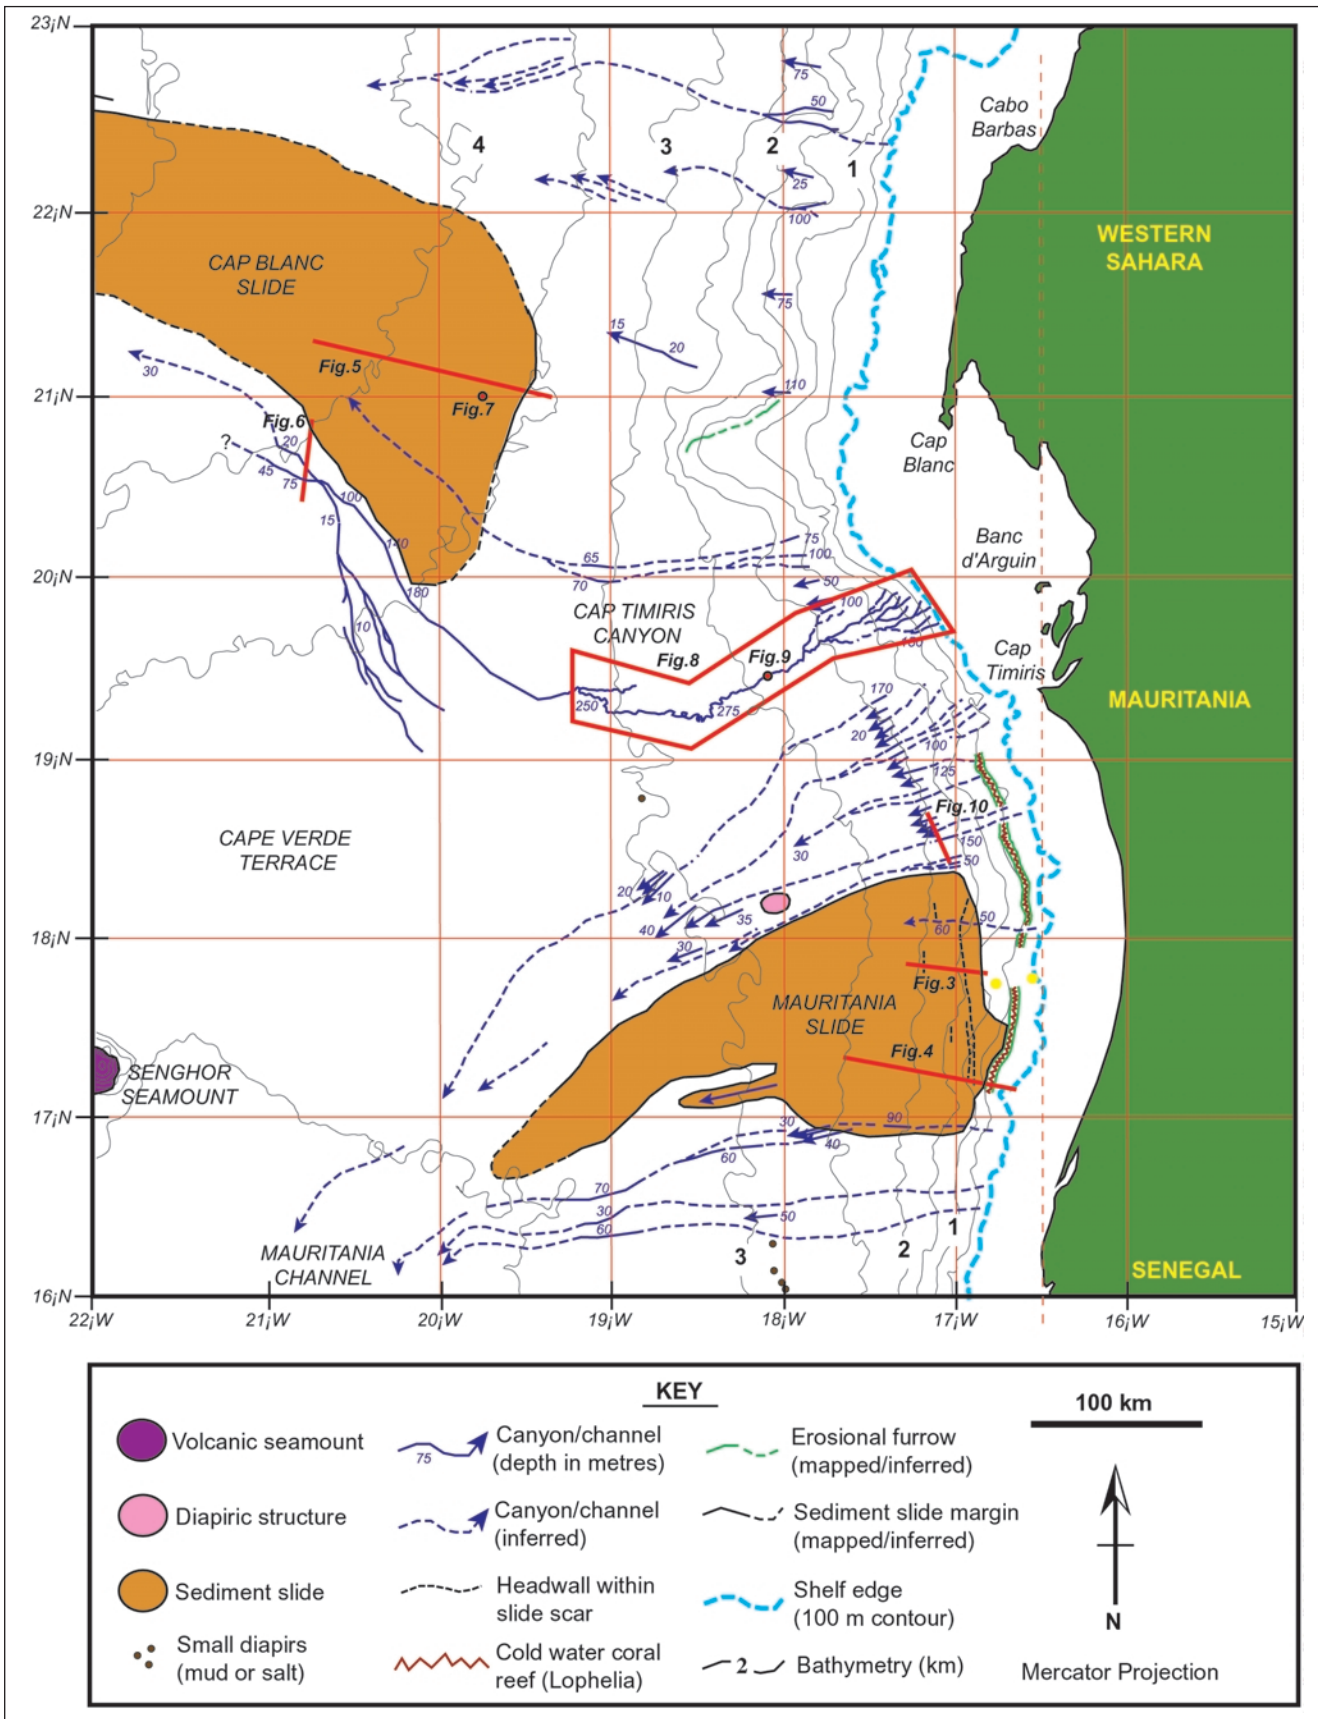 23¡N
22¡N
21¡N
20¡N
19¡N
18¡N
17¡N
16¡N
22¡W
21¡W
20¡W
19¡W
18¡W
17¡W
16¡W
15¡W
4
3
2
1
75
50
25
100
75
15
20
110
30
Cabo
Barbas
WESTERN
SAHARA
CAP BLANC
SLIDE
Fig.5
Fig.7
Fig.6
?
20
45
75
100
15
140
180
10
Cap
Blanc
Banc
d'Arguin
75
100
65
70
50
100
CAP TIMIRIS
CANYON
Fig.8
Fig.9
Cap
Timiris
250
275
170
20
100
125
MAURITANIA
Fig.10
150
50
30
CAPE VERDE
TERRACE
20
10
40
35
30
50
60
Fig.3
MAURITANIA
SLIDE
Fig.4
SENGHOR
SEAMOUNT
90
30
40
60
70
30
60
50
MAURITANIA
CHANNEL
3
2
1
SENEGAL
KEY
Volcanic seamount
Diapiric structure
Sediment slide
Small diapirs
(mud or salt)
75
Canyon/channel
(depth in metres)
Canyon/channel
(inferred)
Headwall within
slide scar
Cold water coral
reef (Lophelia)
Erosional furrow
(mapped/inferred)
Sediment slide margin
(mapped/inferred)
Shelf edge
(100 m contour)
2
Bathymetry (km)
100 km
N
Mercator Projection